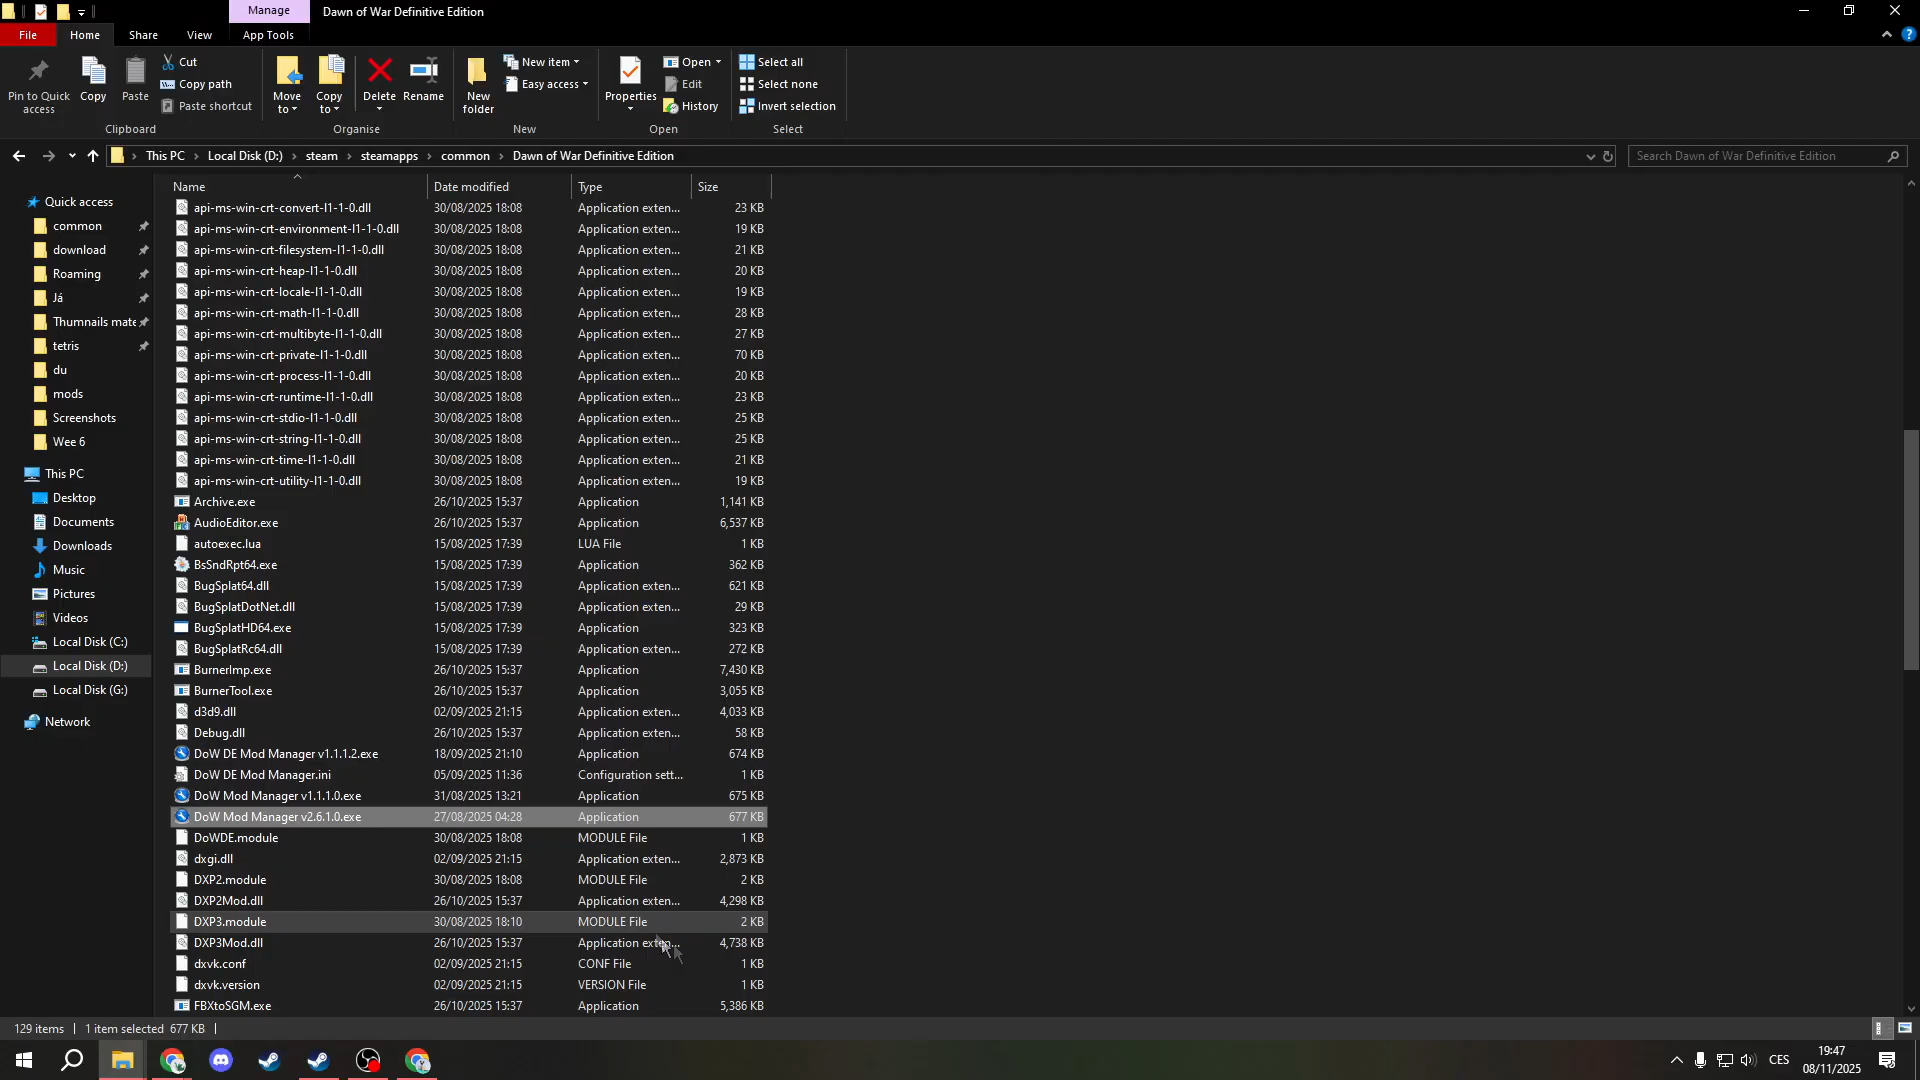 Manage
Dawn of War Definitive Edition
File
Home
Share
View
App Tools
Pin to Quick access
Copy
Paste
Cut
Copy path
Paste shortcut
Move to
Copy to
Delete
Rename
New folder
New item
Easy access
Properties
Open
Edit
History
Select all
Select none
Invert selection
Clipboard
Organise
New
Open
Select
This PC
Local Disk (D:)
steam
steamapps
common
Dawn of War Definitive Edition
Search Dawn of War Definitive Edition
Quick access
common
download
Roaming
Já
Thumnails mate
tetris
du
mods
Screenshots
Wee 6
This PC
Desktop
Documents
Downloads
Music
Pictures
Videos
Local Disk (C:)
Local Disk (D:)
Local Disk (G:)
Network
Name Date modified Type Size
api-ms-win-crt-convert-l1-1-0.dll 30/08/2025 18:08 Application exten... 23 KB
api-ms-win-crt-environment-l1-1-0.dll 30/08/2025 18:08 Application exten... 19 KB
api-ms-win-crt-filesystem-l1-1-0.dll 30/08/2025 18:08 Application exten... 21 KB
api-ms-win-crt-heap-l1-1-0.dll 30/08/2025 18:08 Application exten... 20 KB
api-ms-win-crt-locale-l1-1-0.dll 30/08/2025 18:08 Application exten... 19 KB
api-ms-win-crt-math-l1-1-0.dll 30/08/2025 18:08 Application exten... 28 KB
api-ms-win-crt-multibyte-l1-1-0.dll 30/08/2025 18:08 Application exten... 27 KB
api-ms-win-crt-private-l1-1-0.dll 30/08/2025 18:08 Application exten... 70 KB
api-ms-win-crt-process-l1-1-0.dll 30/08/2025 18:08 Application exten... 20 KB
api-ms-win-crt-runtime-l1-1-0.dll 30/08/2025 18:08 Application exten... 23 KB
api-ms-win-crt-stdio-l1-1-0.dll 30/08/2025 18:08 Application exten... 25 KB
api-ms-win-crt-string-l1-1-0.dll 30/08/2025 18:08 Application exten... 25 KB
api-ms-win-crt-time-l1-1-0.dll 30/08/2025 18:08 Application exten... 21 KB
api-ms-win-crt-utility-l1-1-0.dll 30/08/2025 18:08 Application exten... 19 KB
Archive.exe 26/10/2025 15:37 Application 1,141 KB
AudioEditor.exe 26/10/2025 15:37 Application 6,537 KB
autoexec.lua 15/08/2025 17:39 LUA File 1 KB
BsSndRpt64.exe 15/08/2025 17:39 Application 362 KB
BugSplat64.dll 15/08/2025 17:39 Application exten... 621 KB
BugSplatDotNet.dll 15/08/2025 17:39 Application exten... 29 KB
BugSplatHD64.exe 15/08/2025 17:39 Application 323 KB
BugSplatRc64.dll 15/08/2025 17:39 Application exten... 272 KB
BurnerImp.exe 26/10/2025 15:37 Application 7,430 KB
BurnerTool.exe 26/10/2025 15:37 Application 3,055 KB
d3d9.dll 02/09/2025 21:15 Application exten... 4,033 KB
Debug.dll 26/10/2025 15:37 Application exten... 58 KB
DoW DE Mod Manager v1.1.1.2.exe 18/09/2025 21:10 Application 674 KB
DoW DE Mod Manager.ini 05/09/2025 11:36 Configuration sett... 1 KB
DoW Mod Manager v1.1.1.0.exe 31/08/2025 13:21 Application 675 KB
DoW Mod Manager v2.6.1.0.exe 27/08/2025 04:28 Application 677 KB
DoWDE.module 30/08/2025 18:08 MODULE File 1 KB
dxgi.dll 02/09/2025 21:15 Application exten... 2,873 KB
DXP2.module 30/08/2025 18:08 MODULE File 2 KB
DXP2Mod.dll 26/10/2025 15:37 Application exten... 4,298 KB
DXP3.module 30/08/2025 18:10 MODULE File 2 KB
DXP3Mod.dll 26/10/2025 15:37 Application exten... 4,738 KB
dxvk.conf 02/09/2025 21:15 CONF File 1 KB
dxvk.version 02/09/2025 21:15 VERSION File 1 KB
FBXtoSGM.exe 26/10/2025 15:37 Application 5,386 KB
129 items 1 item selected 677 KB
CES
19:47
08/11/2025